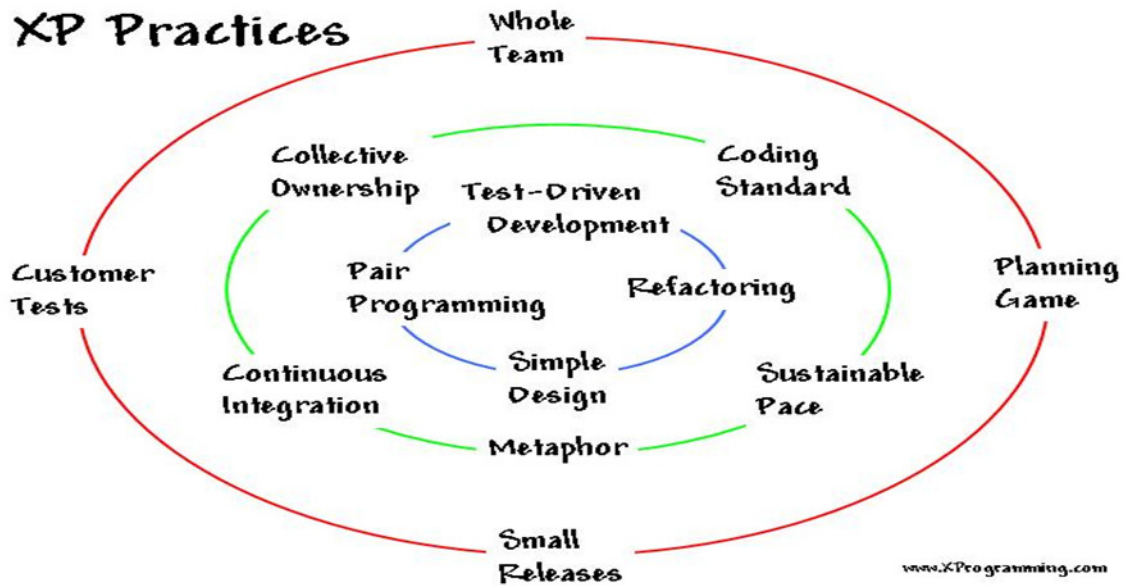 XP Practices
Whole
Team
Collective
Ownership
Coding
Standard
Test-Driven
Development
Customer
Tests
Pair
Programming
Refactoring
Planning
Game
Continuous
Integration
Simple
Design
Sustainable
Pace
Metaphor
Small
Releases
www.XProgramming.com